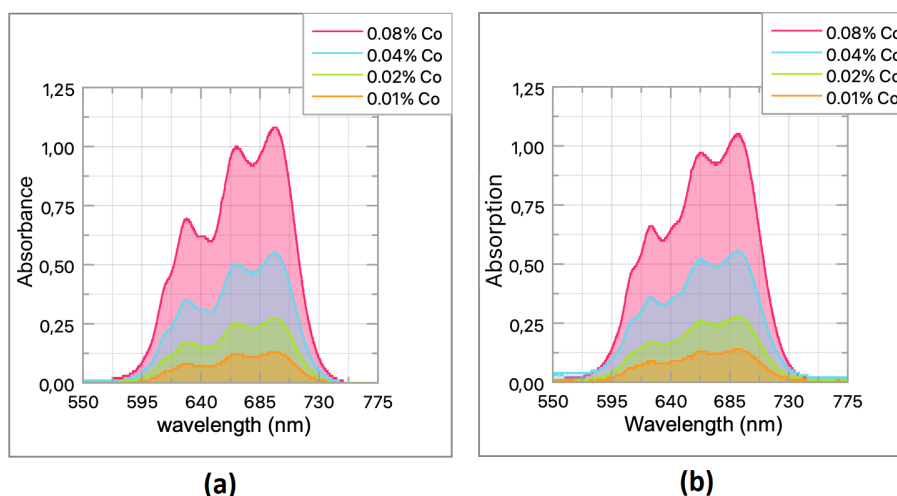 0.08% Co
0.04% Co
0.02% Co
0.01% Co
1,25
1,00
0,75
0,50
0,25
0,00
Absorbance
550 595 640 685 730 775
wavelength (nm)
(a)
0.08% Co
0.04% Co
0.02% Co
0.01% Co
1,25
1,00
0,75
0,50
0,25
0,00
Absorption
550 595 640 685 730 775
Wavelength (nm)
(b)